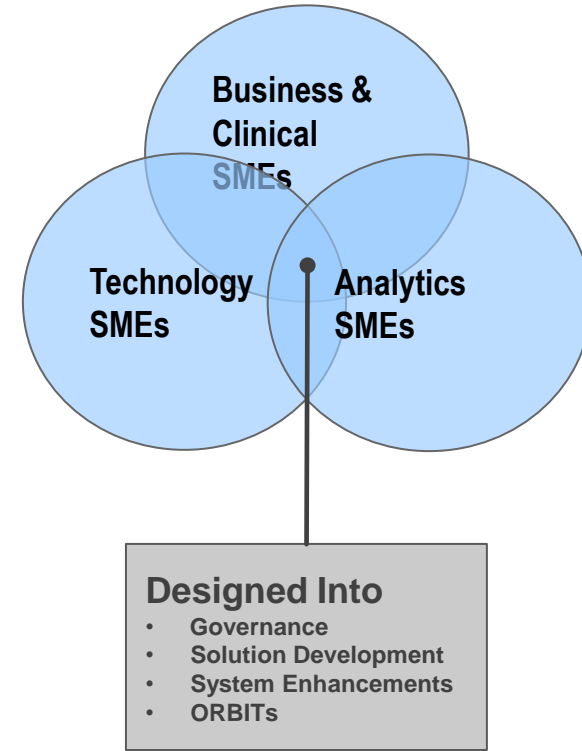 Business &
Clinical
SMEs
Technology
SMEs
Analytics
SMEs
Designed Into
• Governance
• Solution Development
• System Enhancements
• ORBITs